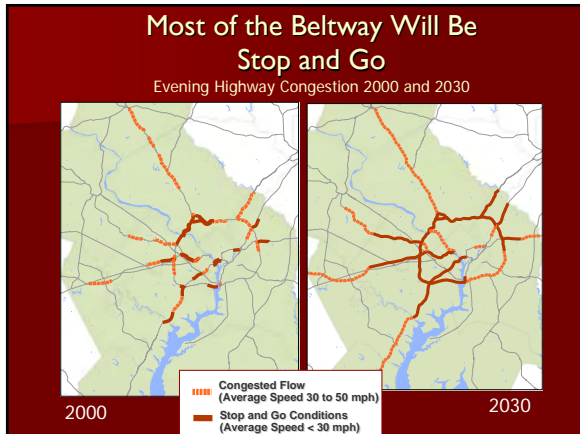 Most of the Beltway Will Be
Stop and Go
Evening Highway Congestion 2000 and 2030
Congested Flow
(Average Speed 30 to 50 mph)
Stop and Go Conditions
(Average Speed < 30 mph)
2000
2030